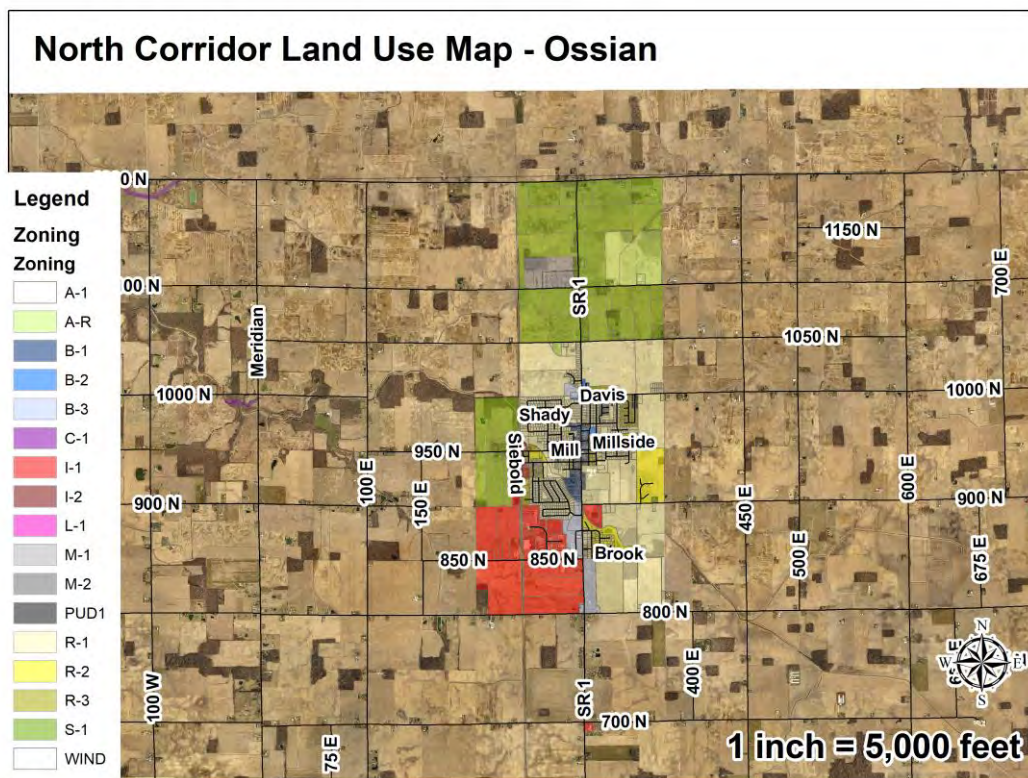 North Corridor Land Use Map - Ossian
Legend
Zoning
Zoning
A-1
A-R
B-1
B-2
B-3
C-1
I-1
I-2
L-1
M-1
M-2
PUD1
R-1
R-2
R-3
S-1
WIND
0 N
1150 N
00 N
700 E
SR 1
Meridian
1050 N
1000 N
1000 N
Davis
Shady
Siebold
Mill
Millside
950 N
100 E
150 E
450 E
600 E
900 N
900 N
850 N
850 N
Brook
500 E
675 E
800 N
400 E
N
W
E
S
100 W
75 E
SR 1
700 N
1 inch = 5,000 feet